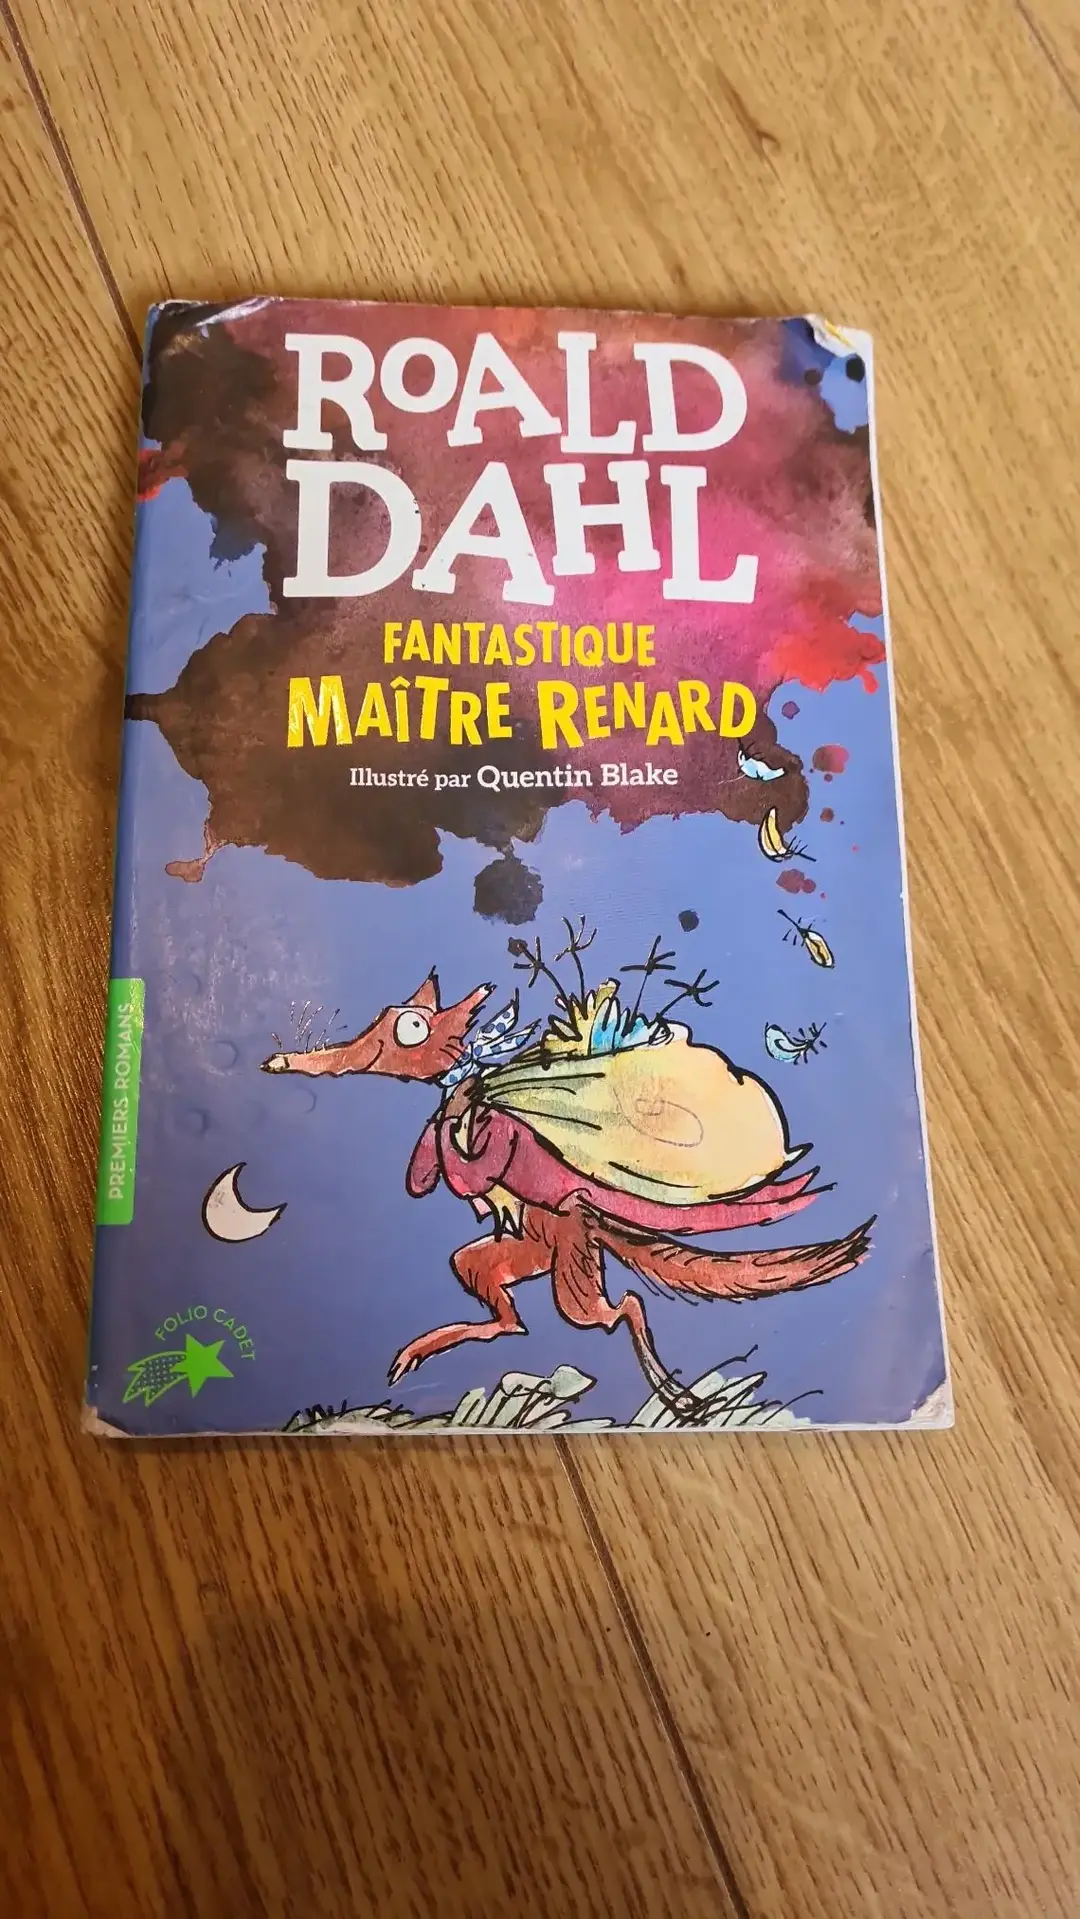 ROALD
DAHL
FANTASTIQUE
MAÎTRE RENARD
Illustré par Quentin Blake
PREMIERS ROMANS
FOLIO CADET